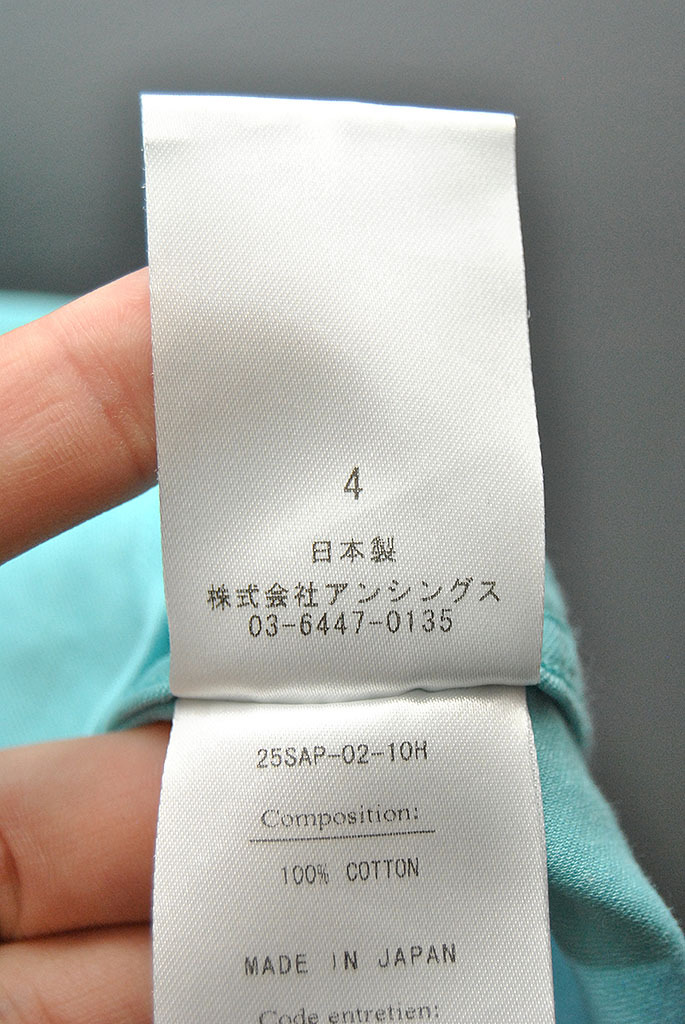 4
日本製
株式会社アンシングス
03-6447-0135
25SAP-02-10H
Composition:
100% COTTON
MADE IN JAPAN
Code entretien: